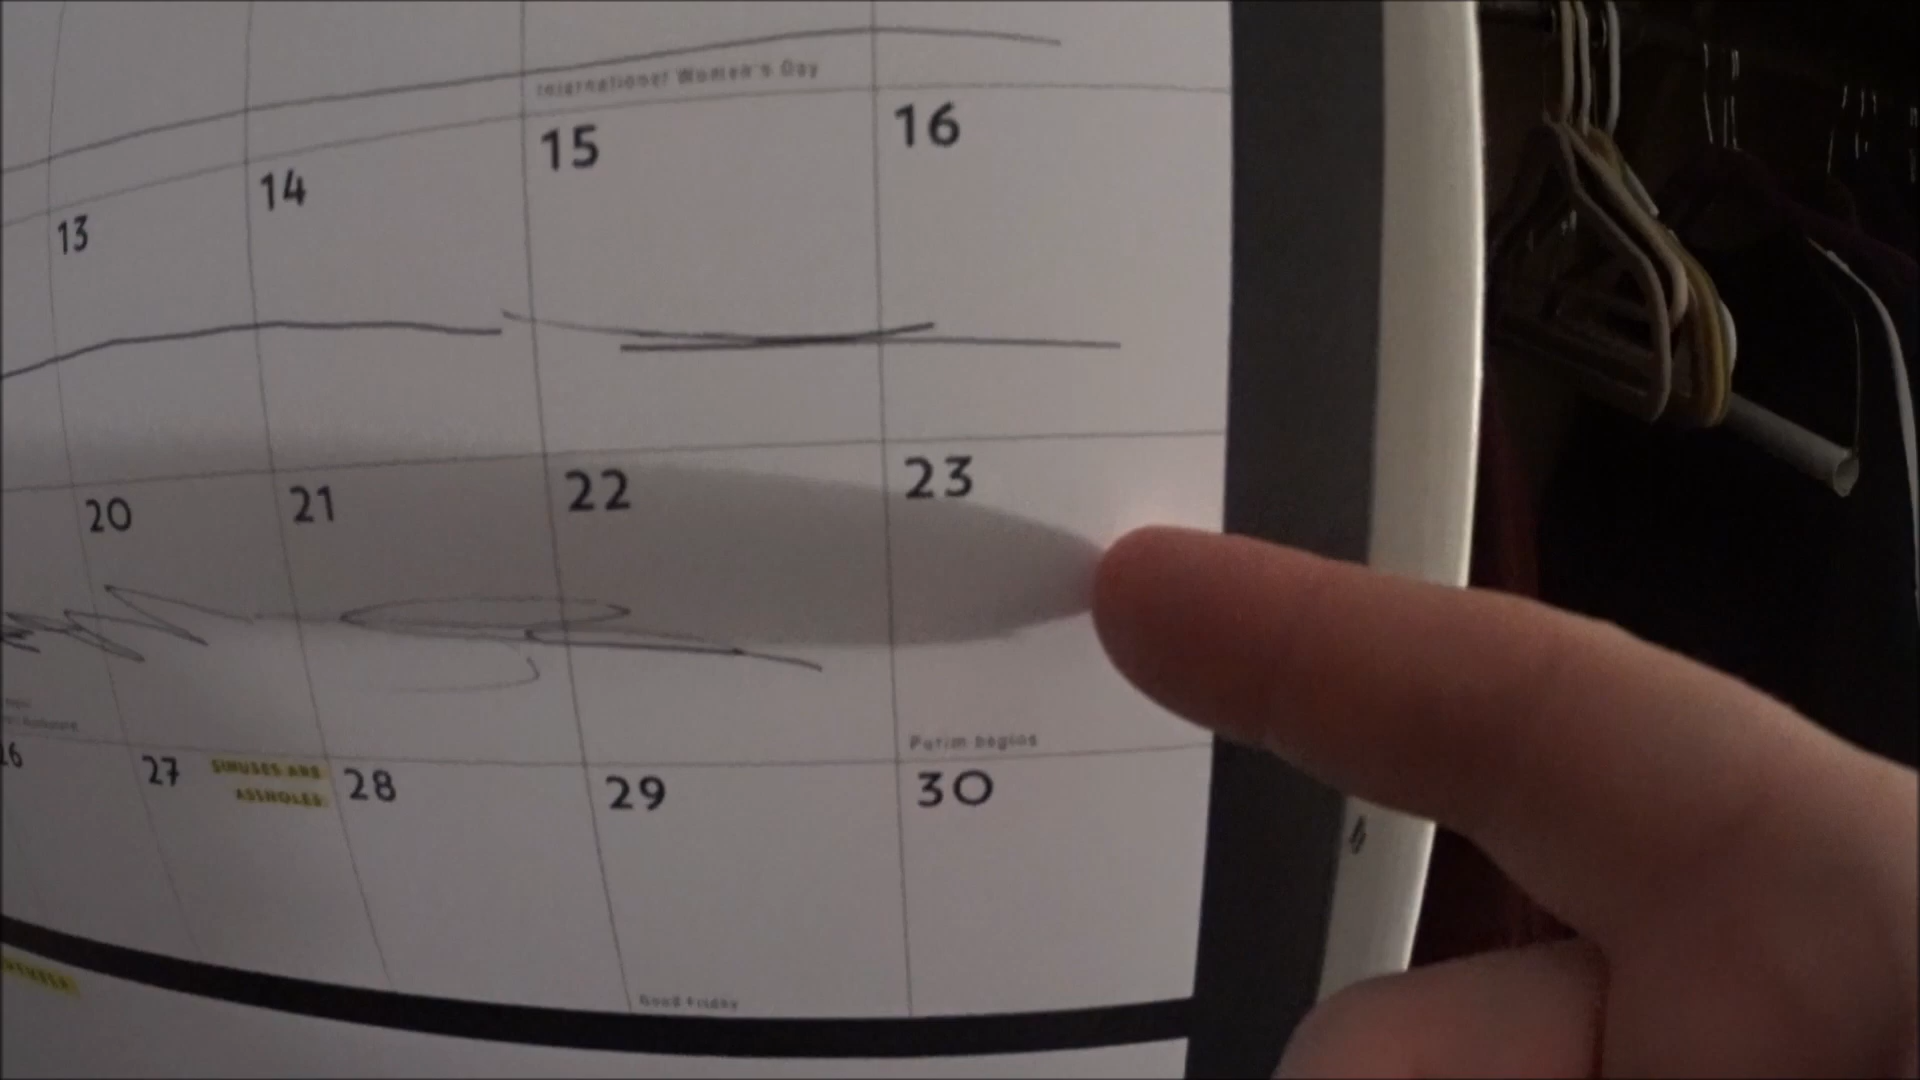 International Women's Day
13 14 15 16
20 21 22 23
Purim begins
27 28 29 30
SINUSES ARE
ASSHOLES
Good Friday